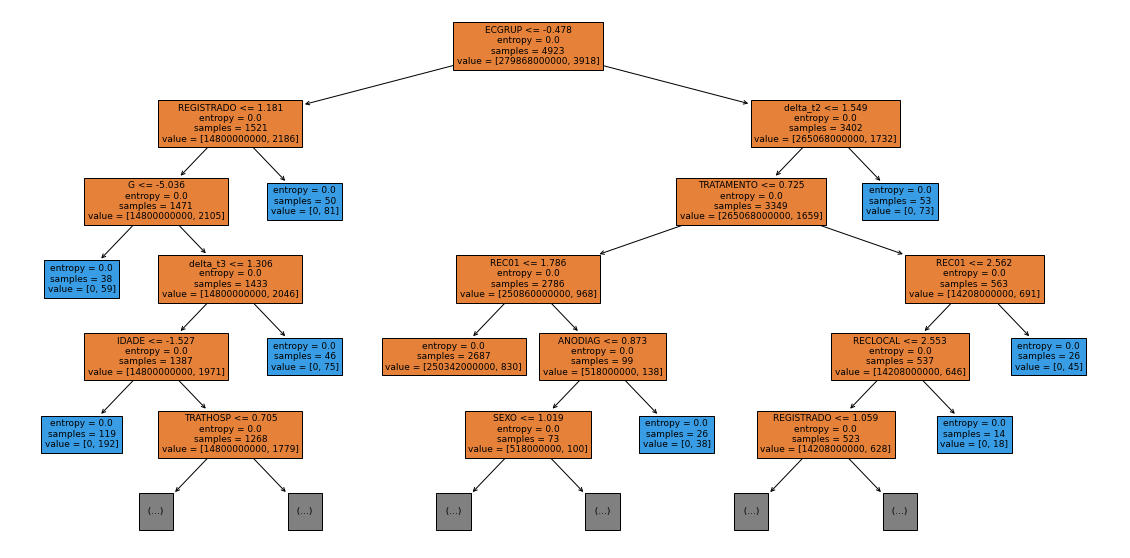 ECGRUP <= -0.478
entropy = 0.0
samples = 4923
value = [279868000000, 3918]
REGISTRADO <= 1.181
entropy = 0.0
samples = 1521
value = [14800000000, 2186]
delta_t2 <= 1.549
entropy = 0.0
samples = 3402
value = [265068000000, 1732]
G <= -5.036
entropy = 0.0
samples = 1471
value = [14800000000, 2105]
entropy = 0.0
samples = 50
value = [0, 81]
TRATAMENTO <= 0.725
entropy = 0.0
samples = 3349
value = [265068000000, 1659]
entropy = 0.0
samples = 53
value = [0, 73]
entropy = 0.0
samples = 38
value = [0, 59]
delta_t3 <= 1.306
entropy = 0.0
samples = 1433
value = [14800000000, 2046]
REC01 <= 1.786
entropy = 0.0
samples = 2786
value = [250860000000, 968]
REC01 <= 2.562
entropy = 0.0
samples = 563
value = [14208000000, 691]
IDADE <= -1.527
entropy = 0.0
samples = 1387
value = [14800000000, 1971]
entropy = 0.0
samples = 46
value = [0, 75]
entropy = 0.0
samples = 2687
value = [250342000000, 830]
ANODIAG <= 0.873
entropy = 0.0
samples = 99
value = [518000000, 138]
RECLOCAL <= 2.553
entropy = 0.0
samples = 537
value = [14208000000, 646]
entropy = 0.0
samples = 26
value = [0, 45]
entropy = 0.0
samples = 119
value = [0, 192]
TRATHOSP <= 0.705
entropy = 0.0
samples = 1268
value = [14800000000, 1779]
SEXO <= 1.019
entropy = 0.0
samples = 73
value = [518000000, 100]
entropy = 0.0
samples = 26
value = [0, 38]
REGISTRADO <= 1.059
entropy = 0.0
samples = 523
value = [14208000000, 628]
entropy = 0.0
samples = 14
value = [0, 18]
(...)
(...)
(...)
(...)
(...)
(...)